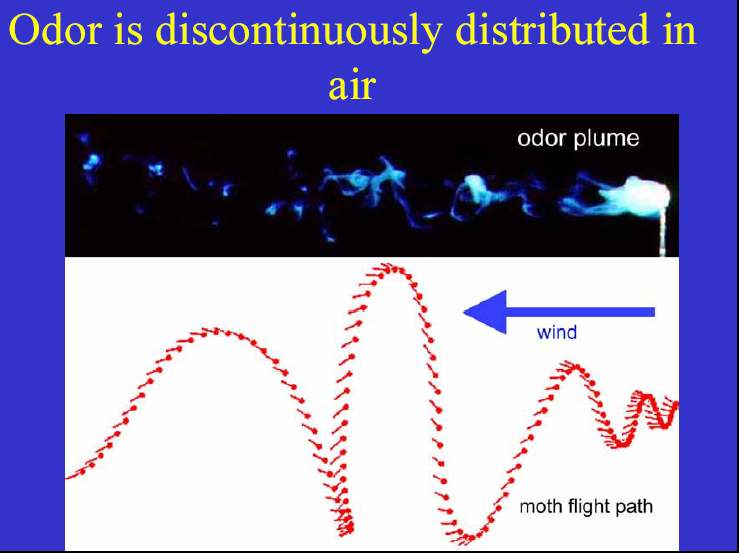 Odor is discontinuously distributed in
air
odor plume
wind
moth flight path